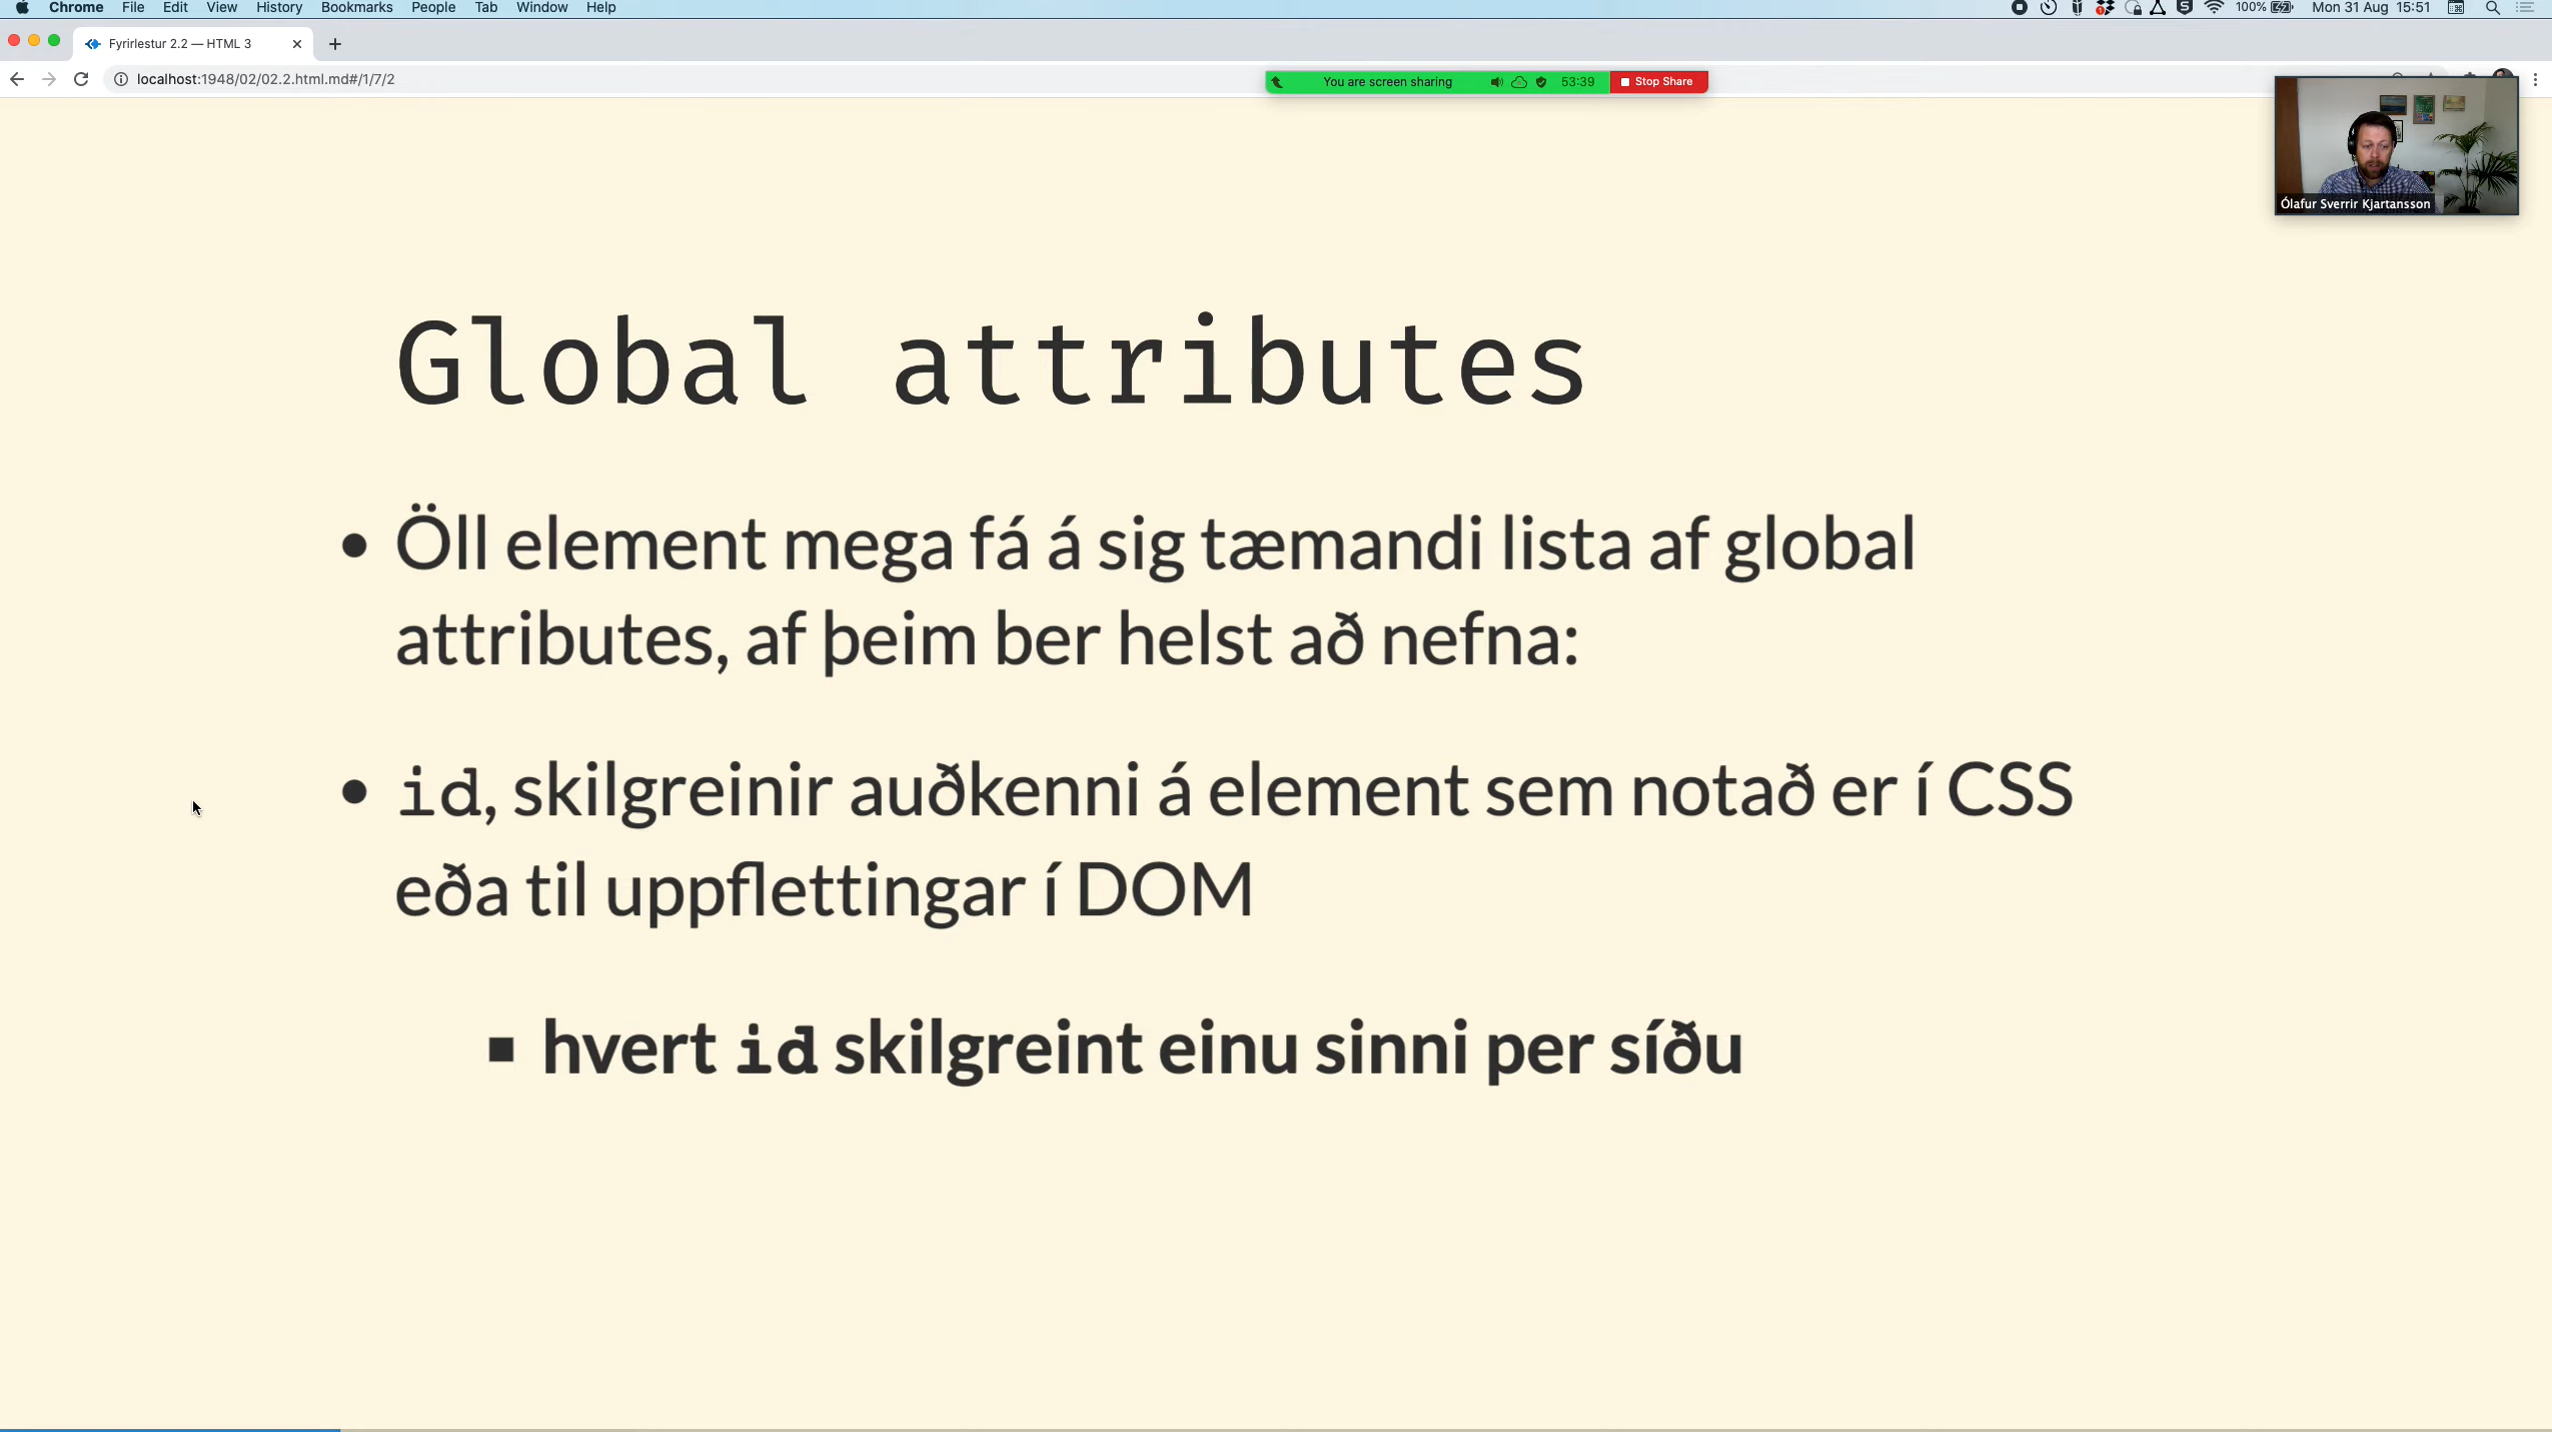 Chrome File Edit View History Bookmarks People Tab Window Help
100% Mon 31 Aug 15:51
Fyrirlestur 2.2 — HTML 3
localhost:1948/02/02.2.html.md#/1/7/2
You are screen sharing 53:39 Stop Share
Ólafur Sverrir Kjartansson
Global attributes
• Öll element mega fá á sig tæmandi lista af global
attributes, af þeim ber helst að nefna:
• id, skilgreinir auðkenni á element sem notað er í CSS
eða til uppflettingar í DOM
▪ hvert id skilgreint einu sinni per síðu